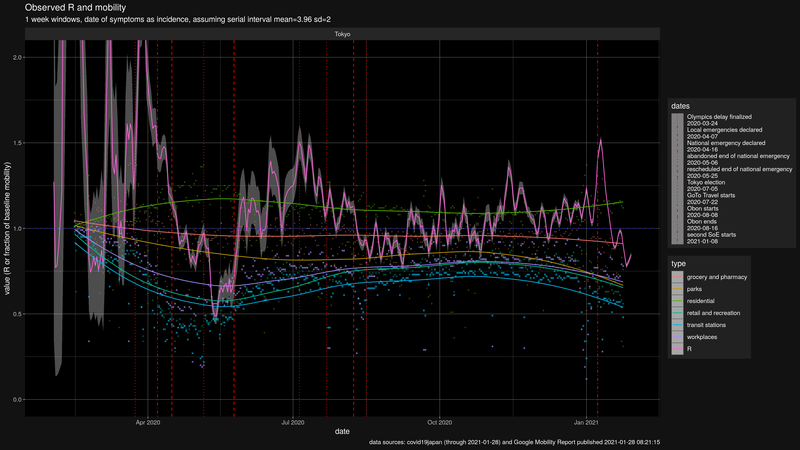 Observed R and mobility
1 week windows, date of symptoms as incidence, assuming serial interval mean=3.96 sd=2
Tokyo
2.0
1.5
1.0
0.5
0.0
value (R or fraction of baseline mobility)
Apr 2020
Jul 2020
Oct 2020
Jan 2021
date
dates
Olympics delay finalized
2020-03-24
Local emergencies declared
2020-04-07
National emergency declared
2020-04-16
abandoned end of national emergency
2020-05-06
rescheduled end of national emergency
2020-05-25
Tokyo election
2020-07-05
GoTo Travel starts
2020-07-22
Obon starts
2020-08-08
Obon ends
2020-08-16
second SoE starts
2021-01-08
type
grocery and pharmacy
parks
residential
retail and recreation
transit stations
workplaces
R
data sources: covid19japan (through 2021-01-28) and Google Mobility Report published 2021-01-28 08:21:15